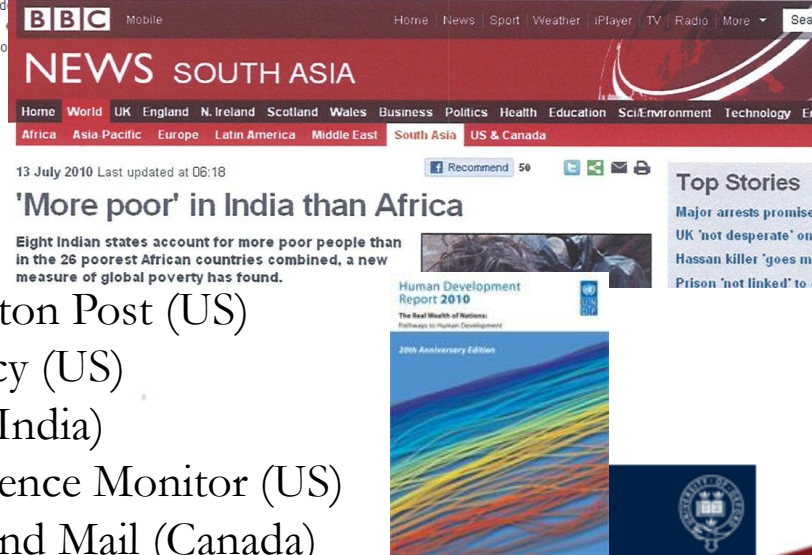 BBC Mobile Home News Sport Weather iPlayer TV Radio More
NEWS SOUTH ASIA
Home World UK England N. Ireland Scotland Wales Business Politics Health Education Sci/Environment Technology
Africa Asia-Pacific Europe Latin America Middle East South Asia US & Canada
13 July 2010 Last updated at 06:18
Recommend 50
'More poor' in India than Africa
Eight Indian states account for more poor people than
in the 26 poorest African countries combined, a new
measure of global poverty has found.
Top Stories
Major arrests promise
UK 'not desperate' on
Hassan killer 'goes m
Prison 'not linked' to
ton Post (US)
cy (US)
India)
ence Monitor (US)
nd Mail (Canada)
Human Development
Report 2010
The Real Wealth of Nations:
Pathways to Human Development
20th Anniversary Edition
UN
DP